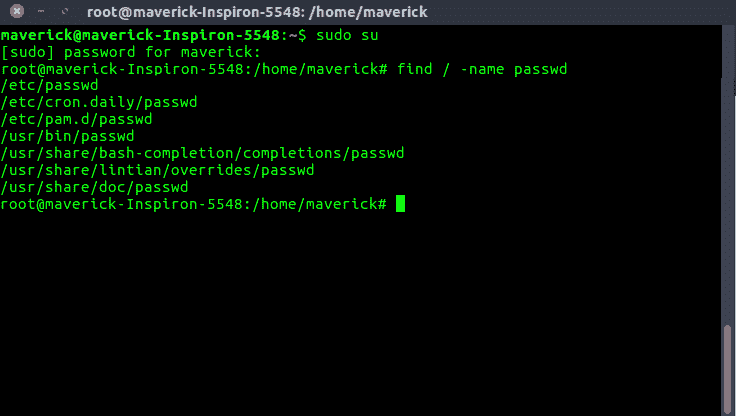 root@maverick-Inspiron-5548: /home/maverick
maverick@maverick-Inspiron-5548:~$ sudo su
[sudo] password for maverick:
root@maverick-Inspiron-5548:/home/maverick# find / -name passwd
/etc/passwd
/etc/cron.daily/passwd
/etc/pam.d/passwd
/usr/bin/passwd
/usr/share/bash-completion/completions/passwd
/usr/share/lintian/overrides/passwd
/usr/share/doc/passwd
root@maverick-Inspiron-5548:/home/maverick#